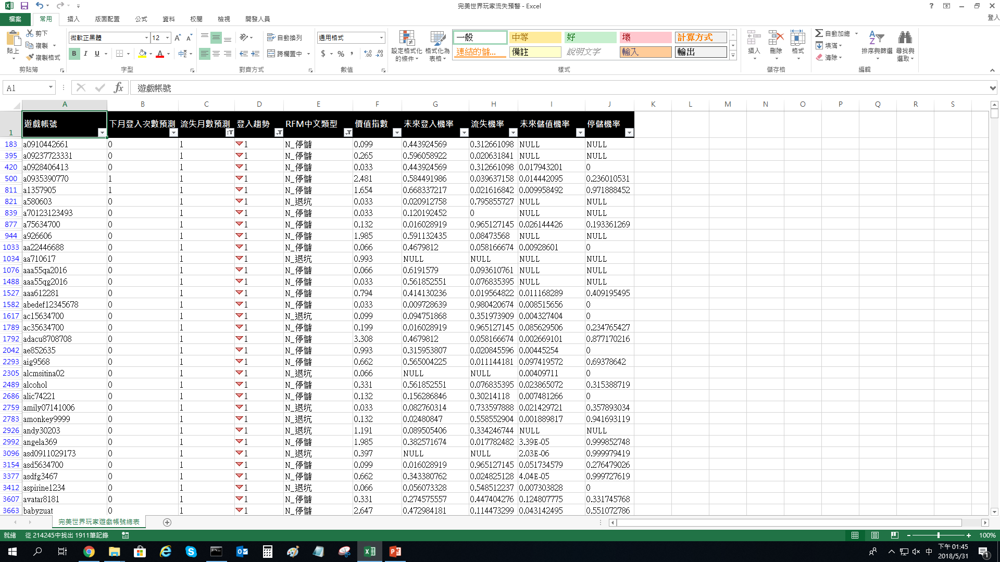 完美世界玩家流失預警 - Excel
?
登入
檔案 常用 插入 版面配置 公式 資料 校閱 檢視 開發人員
貼上 剪下 複製 複製格式 剪貼簿
微軟正黑體 12 A A B I U A 中 字型
自動換列 跨欄置中 對齊方式
通用格式 $ % , .00 .0 數值
設定格式化的條件 格式化為表格
一般 中等 好 壞 計算方式
連結的儲... 備註 說明文字 輸入 輸出
樣式
插入 刪除 格式 儲存格
自動加總 填滿 清除 排序與篩選 尋找與選取 編輯
A1 fx 遊戲帳號
A B C D E F G H I J K L M N O P Q R S
1 遊戲帳號 下月登入次數預測 流失月數預測 登入趨勢 RFM中文類型 價值指數 未來登入機率 流失機率 未來儲值機率 停儲機率
183 a0910442661 0 1 1 N_停儲 0.099 0.443924569 0.312661098 NULL NULL
395 a09237723331 0 1 1 N_停儲 0.265 0.596058922 0.020631841 NULL NULL
420 a0928406413 0 1 1 N_停儲 0.033 0.443924569 0.312661098 0.017943201 0
500 a0935390770 1 1 1 N_停儲 2.481 0.584491986 0.039637158 0.014442095 0.236010531
811 a1357905 1 1 1 N_停儲 1.654 0.668337217 0.021616842 0.009958492 0.971888452
821 a580603 0 1 1 N_退坑 0.033 0.020912758 0.795855727 NULL NULL
839 a70123123493 0 1 1 N_停儲 0.033 0.120192452 0 NULL NULL
877 a75634700 0 1 1 N_停儲 0.132 0.016028919 0.965127145 0.026144426 0.193361269
944 a926606 0 1 1 N_停儲 1.985 0.591132435 0.08473568 NULL NULL
1033 aa22446688 0 1 1 N_停儲 0.066 0.4679812 0.058166674 0.00928601 0
1034 aa710617 0 1 1 N_退坑 0.993 NULL NULL NULL NULL
1076 aaa55qa2016 0 1 1 N_停儲 0.066 0.6191579 0.093610761 NULL NULL
1488 aaa55qg2016 0 1 1 N_停儲 0.033 0.561852551 0.076835395 NULL NULL
1527 aaa612281 0 1 1 N_停儲 0.794 0.414130236 0.019564822 0.011168289 0.409195495
1582 abedef12345678 0 1 1 N_停儲 0.033 0.009728639 0.980420674 0.008515656 0
1617 ac15634700 0 1 1 N_退坑 0.099 0.094751868 0.351973909 0.004327404 0
1789 ac35634700 0 1 1 N_停儲 0.199 0.016028919 0.965127145 0.085629506 0.234765427
1792 adacu8708708 0 1 1 N_停儲 3.308 0.4679812 0.058166674 0.002669101 0.877170216
2042 ae852635 0 1 1 N_停儲 0.993 0.315953807 0.020845596 0.00445254 0
2293 aig9568 0 1 1 N_停儲 0.662 0.565004225 0.011144181 0.097419572 0.69378642
2305 alcmsitina02 0 1 1 N_退坑 0.066 NULL NULL 0.00409711 0
2489 alcohol 0 1 1 N_停儲 0.331 0.561852551 0.076835395 0.023865072 0.315388719
2686 alic74221 0 1 1 N_停儲 0.132 0.156286846 0.30214118 0.007481266 0
2759 amily07141006 0 1 1 N_退坑 0.033 0.082760314 0.733597888 0.021429721 0.357893034
2783 amonkey9999 0 1 1 N_退坑 0.132 0.02480847 0.558552904 0.001889817 0.941693119
2926 andy30203 0 1 1 N_退坑 1.191 0.089505406 0.334246744 NULL NULL
2992 angela369 0 1 1 N_停儲 1.985 0.382571674 0.017782482 3.39E-05 0.999852748
3096 asd0911029173 0 1 1 N_退坑 0.397 NULL NULL 2.03E-06 0.999979419
3154 asd5634700 0 1 1 N_停儲 0.099 0.016028919 0.965127145 0.051734579 0.276479026
3377 asdfg3467 0 1 1 N_停儲 0.662 0.343380762 0.024825128 4.04E-05 0.999727619
3412 aspirine1234 0 1 1 N_退坑 0.066 0.056073328 0.548512237 0.007303828 0
3607 avatar8181 0 1 1 N_停儲 0.331 0.274575557 0.447404276 0.124807775 0.331745768
3663 babyzuat 0 1 1 N_停儲 2.647 0.472984181 0.114473299 0.043142495 0.551072786
完美世界玩家遊戲帳號總表
就緒 從 214245中找出 1911筆記錄 100%
中 下午 01:45
2018/5/31 1